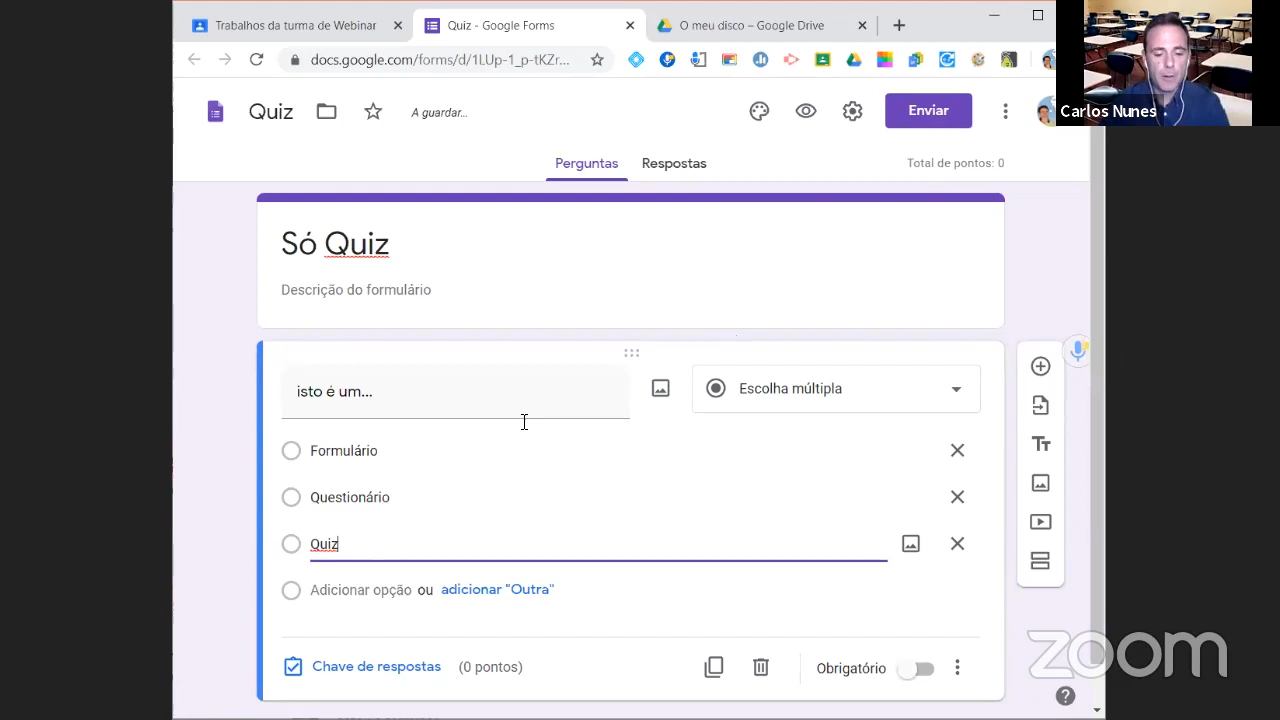 Trabalhos da turma de Webinar
Quiz - Google Forms
O meu disco – Google Drive
docs.google.com/forms/d/1LUp-1_p-tKZr...
Quiz
A guardar...
Enviar
Carlos Nunes
Perguntas
Respostas
Total de pontos: 0
Só Quiz
Descrição do formulário
isto é um...
Escolha múltipla
Formulário
Questionário
Quiz
Adicionar opção ou adicionar "Outra"
Chave de respostas (0 pontos)
Obrigatório
zoom